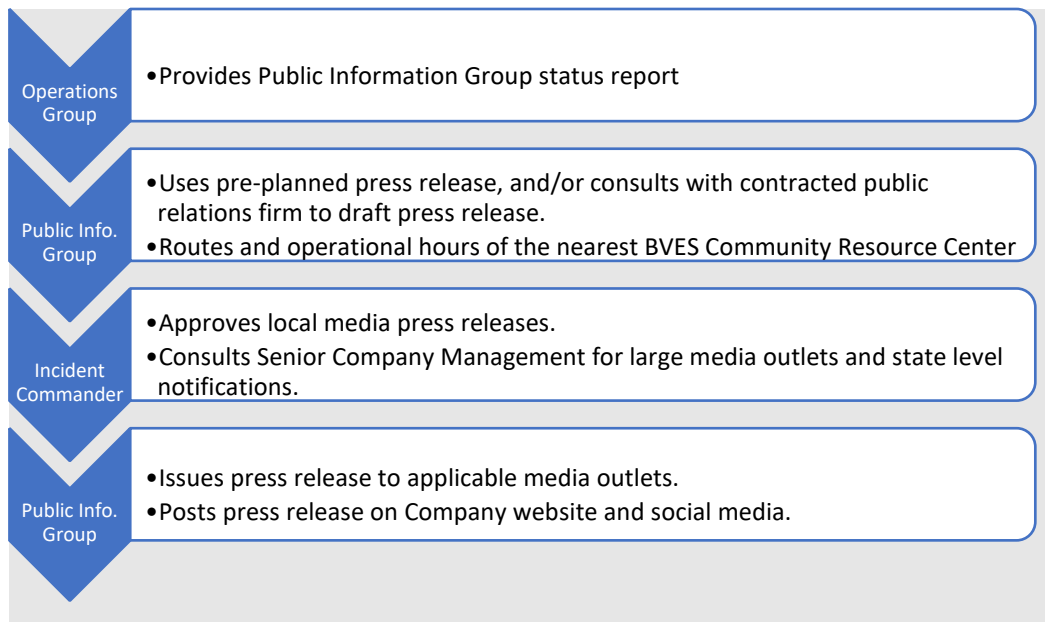 Operations
Group
•Provides Public Information Group status report
Public Info.
Group
•Uses pre-planned press release, and/or consults with contracted public
relations firm to draft press release.
•Routes and operational hours of the nearest BVES Community Resource Center
Incident
Commander
•Approves local media press releases.
•Consults Senior Company Management for large media outlets and state level
notifications.
Public Info.
Group
•Issues press release to applicable media outlets.
•Posts press release on Company website and social media.